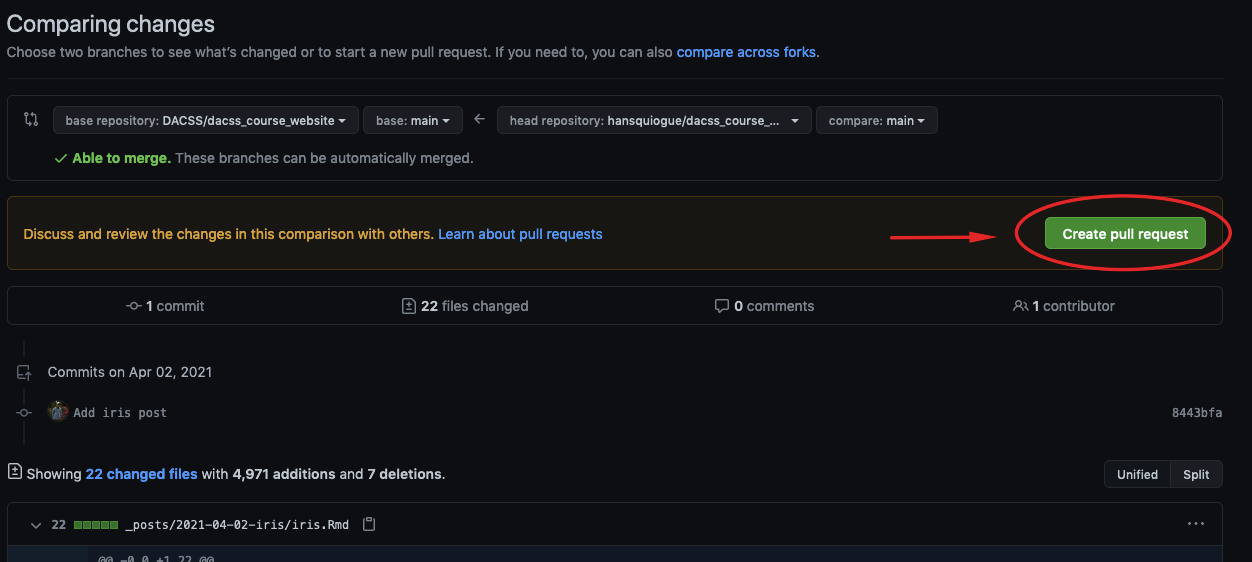 Comparing changes
Choose two branches to see what's changed or to start a new pull request. If you need to, you can also compare across forks.
base repository: DACSS/dacss_course_website base: main head repository: hansquiogue/dacss_course_... compare: main
Able to merge. These branches can be automatically merged.
Discuss and review the changes in this comparison with others. Learn about pull requests Create pull request
1 commit 22 files changed 0 comments 1 contributor
Commits on Apr 02, 2021
Add iris post 8443bfa
Showing 22 changed files with 4,971 additions and 7 deletions. Unified Split
22 _posts/2021-04-02-iris/iris.Rmd
@@ -0,0 +1,22 @@